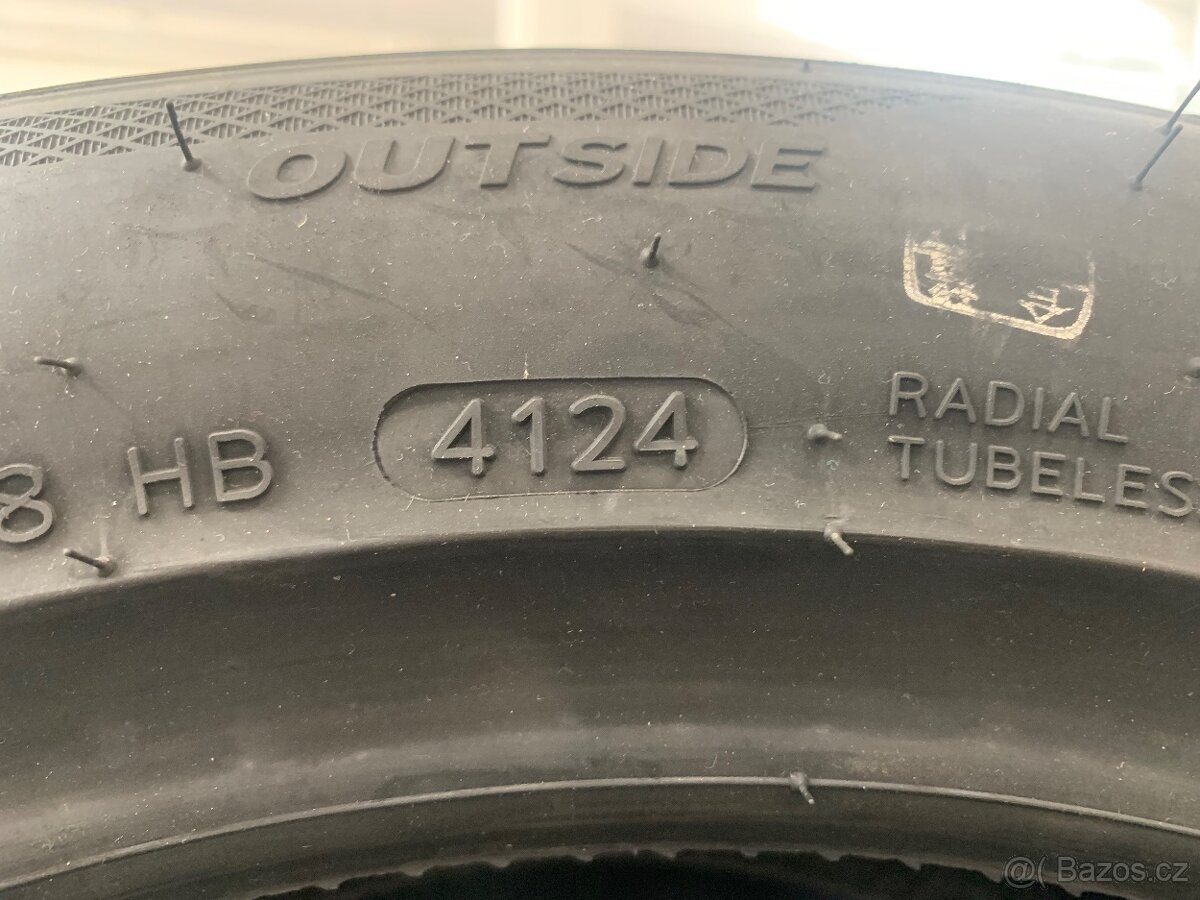 OUTSIDE
8 HB 4124 RADIAL
TUBELES
@( Bazos.cz